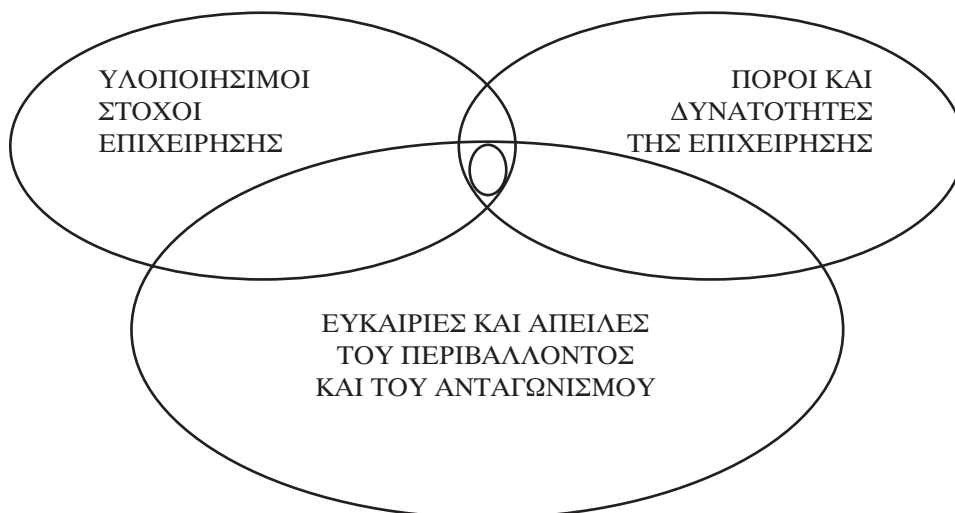 ΥΛΟΠΟΙΗΣΙΜΟΙ
ΣΤΟΧΟΙ
ΕΠΙΧΕΙΡΗΣΗΣ
ΠΟΡΟΙ ΚΑΙ
ΔΥΝΑΤΟΤΗΤΕΣ
ΤΗΣ ΕΠΙΧΕΙΡΗΣΗΣ
ΕΥΚΑΙΡΙΕΣ ΚΑΙ ΑΠΕΙΛΕΣ
ΤΟΥ ΠΕΡΙΒΑΛΛΟΝΤΟΣ
ΚΑΙ ΤΟΥ ΑΝΤΑΓΩΝΙΣΜΟΥ